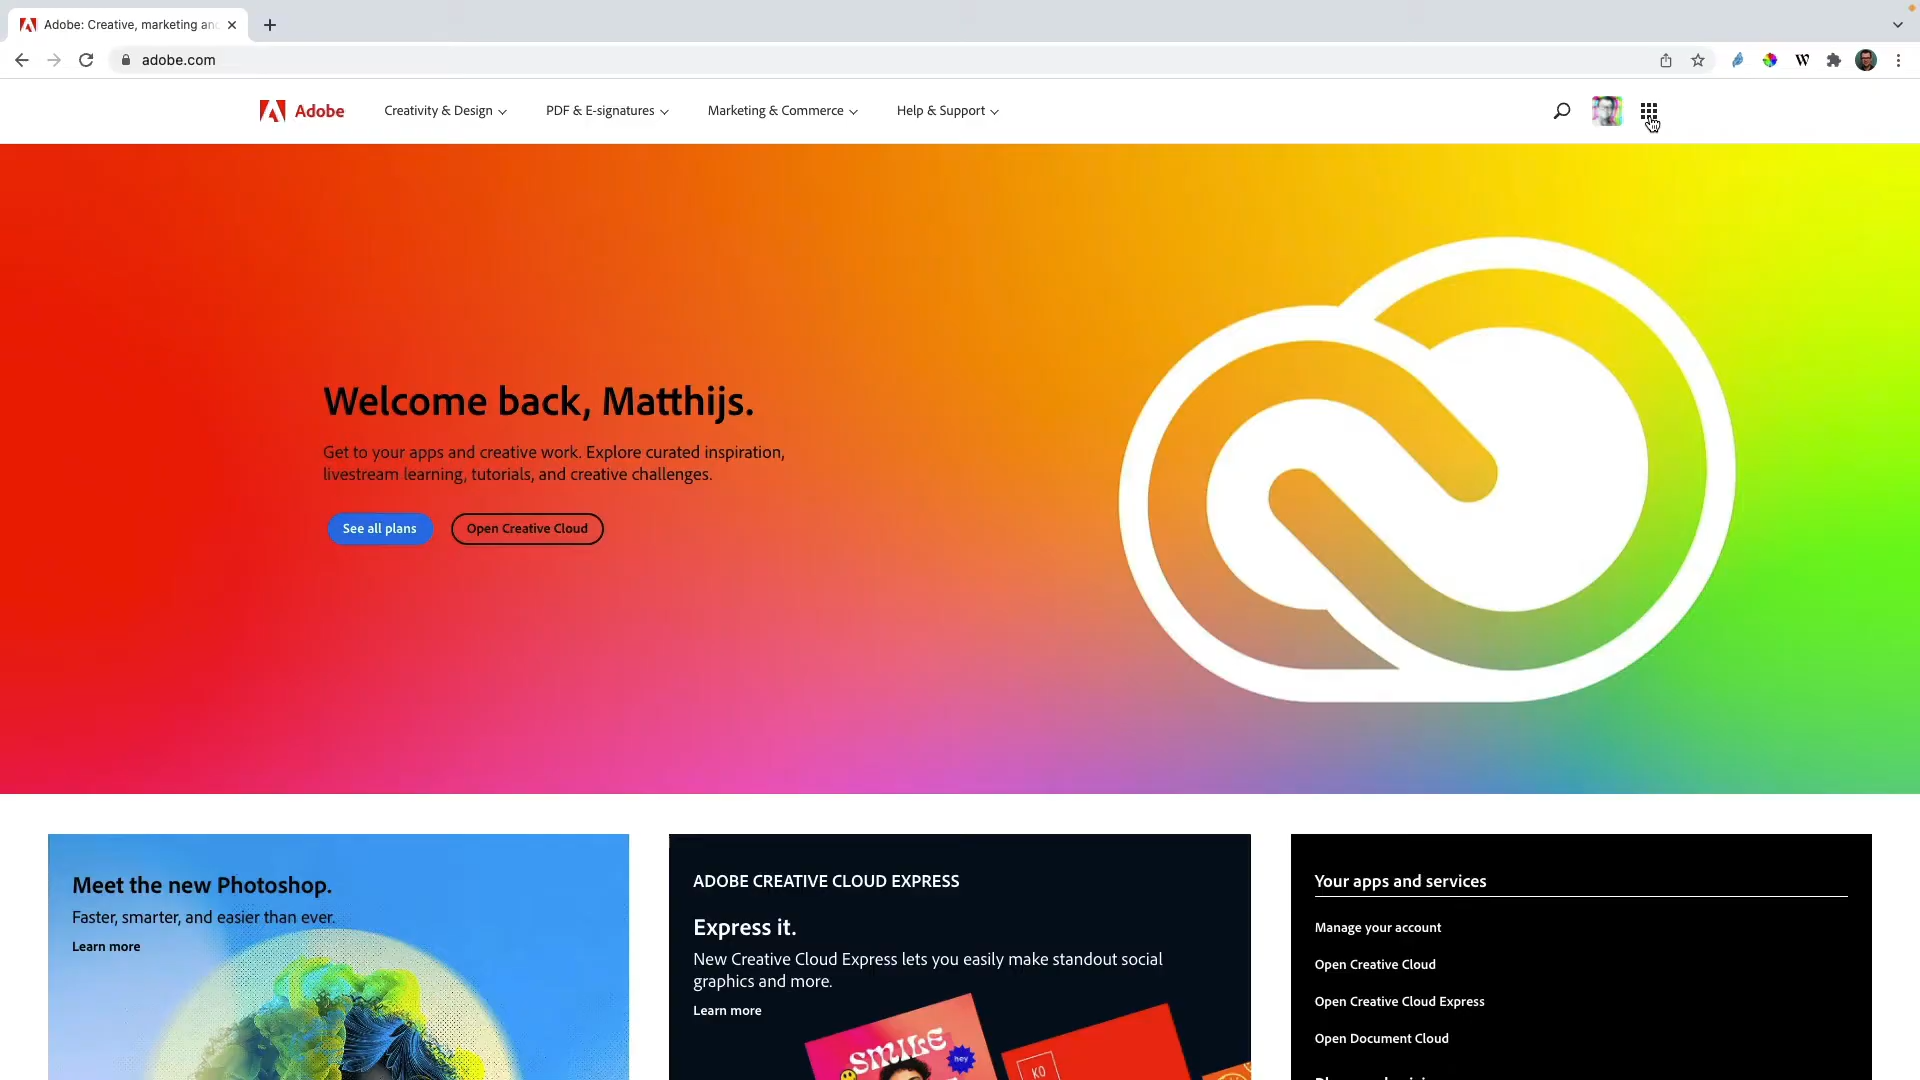 Adobe: Creative, marketing an
adobe.com
Adobe
Creativity & Design
PDF & E-signatures
Marketing & Commerce
Help & Support
Welcome back, Matthijs.
Get to your apps and creative work. Explore curated inspiration,
livestream learning, tutorials, and creative challenges.
See all plans
Open Creative Cloud
Meet the new Photoshop.
Faster, smarter, and easier than ever.
Learn more
ADOBE CREATIVE CLOUD EXPRESS
Express it.
New Creative Cloud Express lets you easily make standout social
graphics and more.
Learn more
SMILE
hey
KO
Your apps and services
Manage your account
Open Creative Cloud
Open Creative Cloud Express
Open Document Cloud